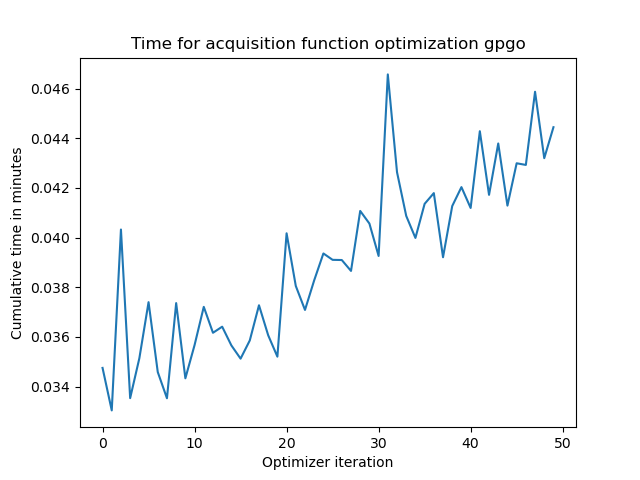 Time for acquisition function optimization gpgo
0.046
0.044
0.042
0.040
0.038
0.036
0.034
Cumulative time in minutes
0 10 20 30 40 50
Optimizer iteration